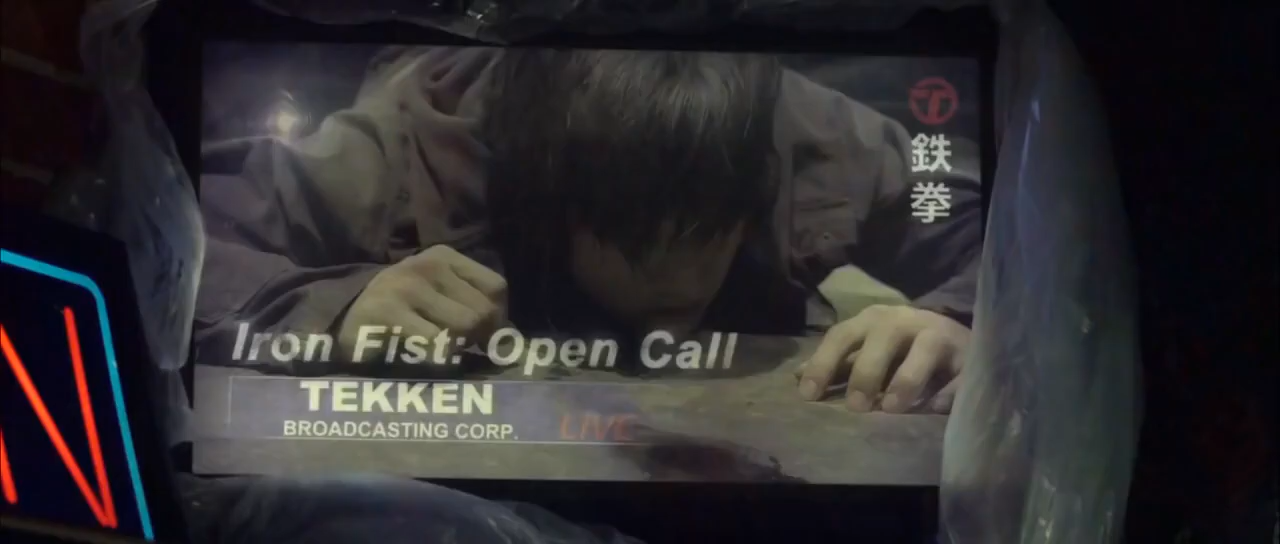 鉄拳
Iron Fist: Open Call
TEKKEN
BROADCASTING CORP.
LIVE
N